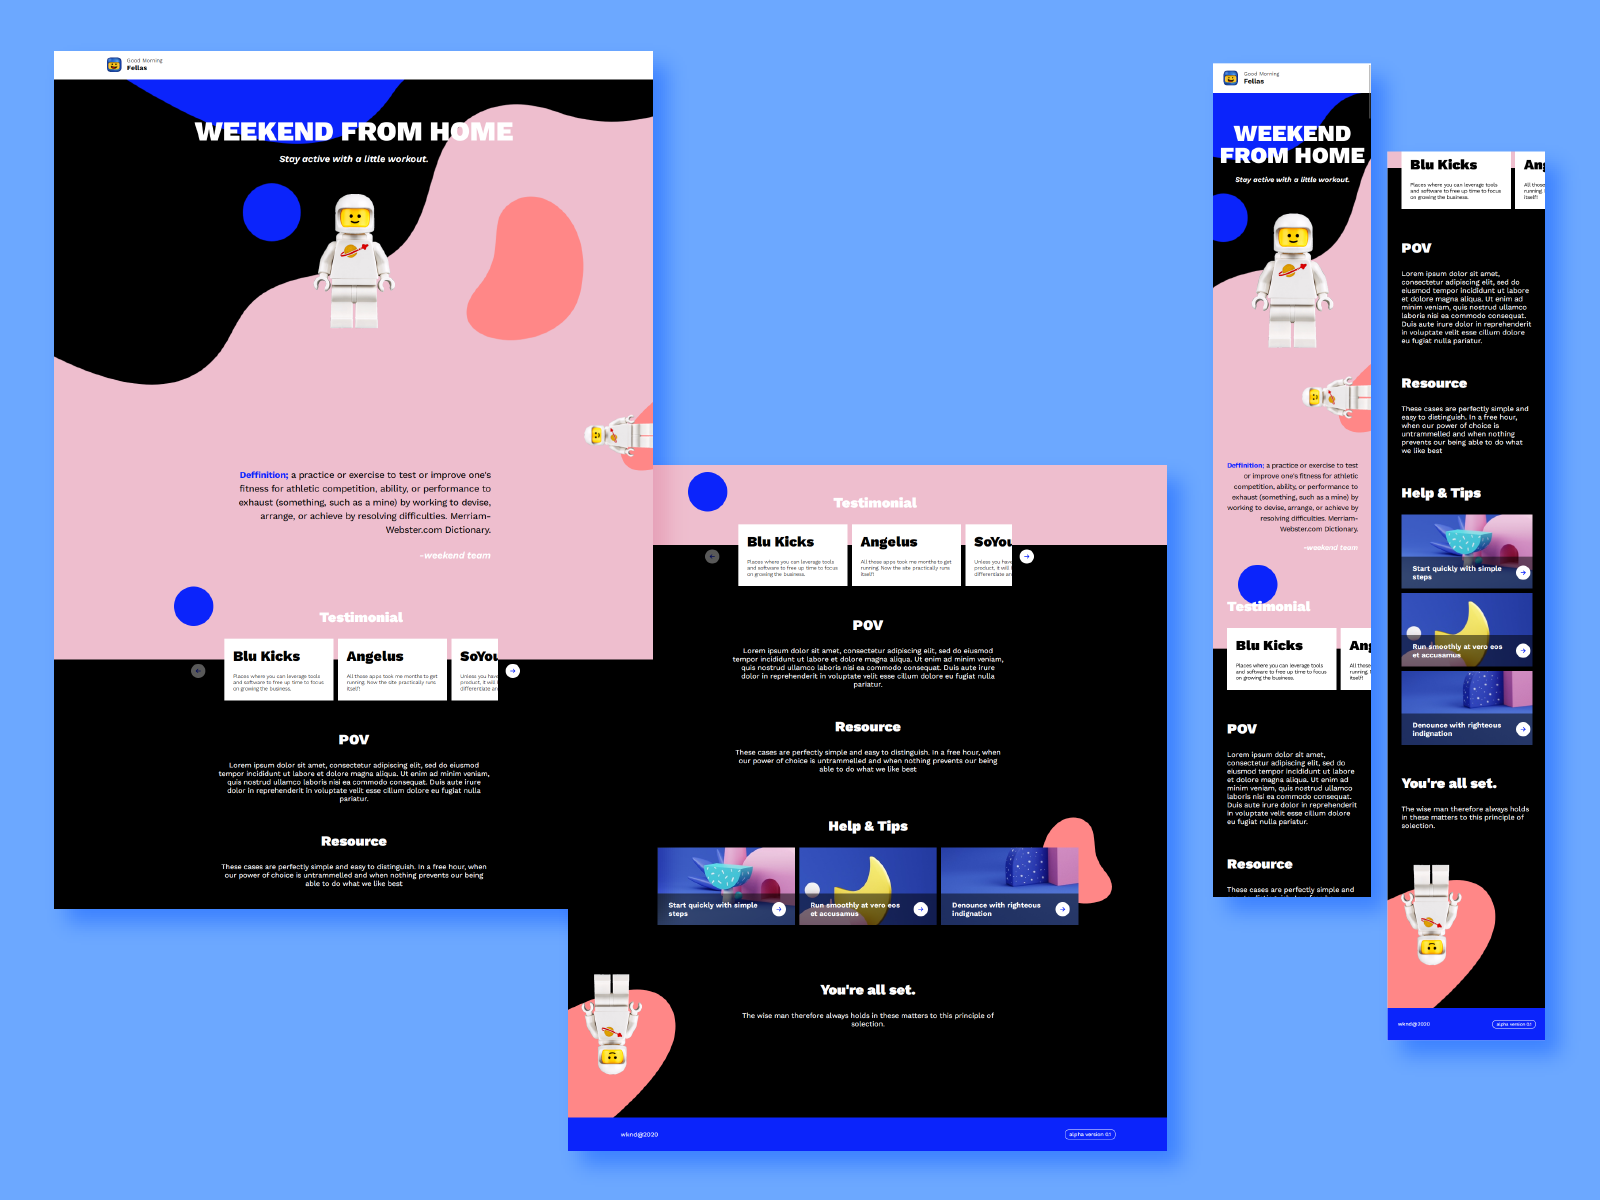 Good Morning
Fellas
WEEKEND FROM HOME
Stay active with a little workout.
Deffinition; a practice or exercise to test or improve one's
fitness for athletic competition, ability, or performance to
exhaust (something, such as a mine) by working to devise,
arrange, or achieve by resolving difficulties. Merriam-
Webster.com Dictionary.
-weekend team
Testimonial
Blu Kicks
Places where you can leverage tools
and software to free up time to focus
on growing the business.
Angelus
All those apps took me months to get
running. Now the site practically runs
itself!
SoYou
Unless you have
product, it will
differentiate an
POV
Lorem ipsum dolor sit amet, consectetur adipiscing elit, sed do eiusmod
tempor incididunt ut labore et dolore magna aliqua. Ut enim ad minim veniam,
quis nostrud ullamco laboris nisi ea commodo consequat. Duis aute irure
dolor in reprehenderit in voluptate velit esse cillum dolore eu fugiat nulla
pariatur.
Resource
These cases are perfectly simple and easy to distinguish. In a free hour, when
our power of choice is untrammelled and when nothing prevents our being
able to do what we like best
Testimonial
Blu Kicks
Places where you can leverage tools
and software to free up time to focus
on growing the business.
Angelus
All those apps took me months to get
running. Now the site practically runs
itself!
SoYou
Unless you have
product, it will
differentiate an
POV
Lorem ipsum dolor sit amet, consectetur adipiscing elit, sed do eiusmod
tempor incididunt ut labore et dolore magna aliqua. Ut enim ad minim veniam,
quis nostrud ullamco laboris nisi ea commodo consequat. Duis aute irure
dolor in reprehenderit in voluptate velit esse cillum dolore eu fugiat nulla
pariatur.
Resource
These cases are perfectly simple and easy to distinguish. In a free hour, when
our power of choice is untrammelled and when nothing prevents our being
able to do what we like best
Help & Tips
Start quickly with simple
steps
Run smoothly at vero eos
et accusamus
Denounce with righteous
indignation
You're all set.
The wise man therefore always holds in these matters to this principle of
selection.
wknd@2020
alpha version 0.1
Good Morning
Fellas
WEEKEND
FROM HOME
Stay active with a little workout.
Deffinition; a practice or exercise to test
or improve one's fitness for athletic
competition, ability, or performance to
exhaust (something, such as a mine) by
working to devise, arrange, or achieve by
resolving difficulties. Merriam-
Webster.com Dictionary.
-weekend team
Testimonial
Blu Kicks
Places where you can leverage tools
and software to free up time to focus
on growing the business.
Ang
All those
running.
itself!
POV
Lorem ipsum dolor sit amet,
consectetur adipiscing elit, sed do
eiusmod tempor incididunt ut labore
et dolore magna aliqua. Ut enim ad
minim veniam, quis nostrud ullamco
laboris nisi ea commodo consequat.
Duis aute irure dolor in reprehenderit
in voluptate velit esse cillum dolore
eu fugiat nulla pariatur.
Resource
These cases are perfectly simple and
Blu Kicks
Places where you can leverage tools
and software to free up time to focus
on growing the business.
Ang
All those
running.
itself!
POV
Lorem ipsum dolor sit amet,
consectetur adipiscing elit, sed do
eiusmod tempor incididunt ut labore
et dolore magna aliqua. Ut enim ad
minim veniam, quis nostrud ullamco
laboris nisi ea commodo consequat.
Duis aute irure dolor in reprehenderit
in voluptate velit esse cillum dolore
eu fugiat nulla pariatur.
Resource
These cases are perfectly simple and
easy to distinguish. In a free hour,
when our power of choice is
untrammelled and when nothing
prevents our being able to do what
we like best
Help & Tips
Start quickly with simple
steps
Run smoothly at vero eos
et accusamus
Denounce with righteous
indignation
You're all set.
The wise man therefore always holds
in these matters to this principle of
selection.
wknd@2020
alpha version 0.1